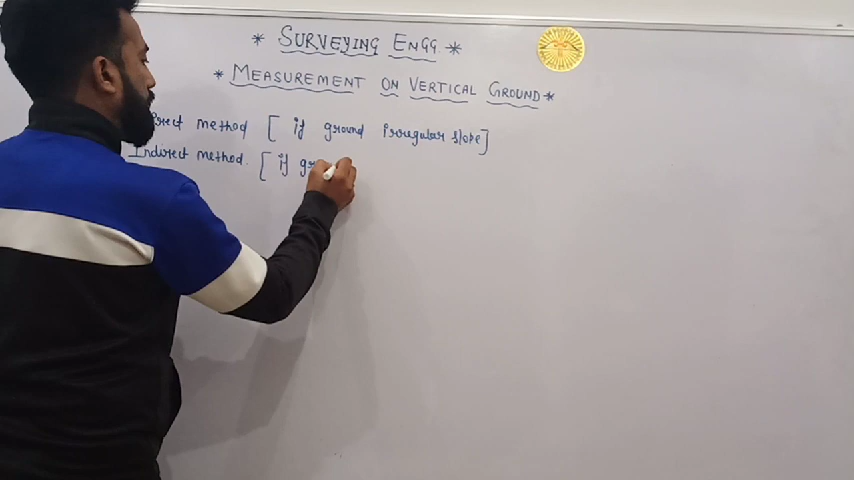 * SURVEYING ENGG. *
* MEASUREMENT ON VERTICAL GROUND *
method [ if ground irregular slope]
Indirect method. [ if